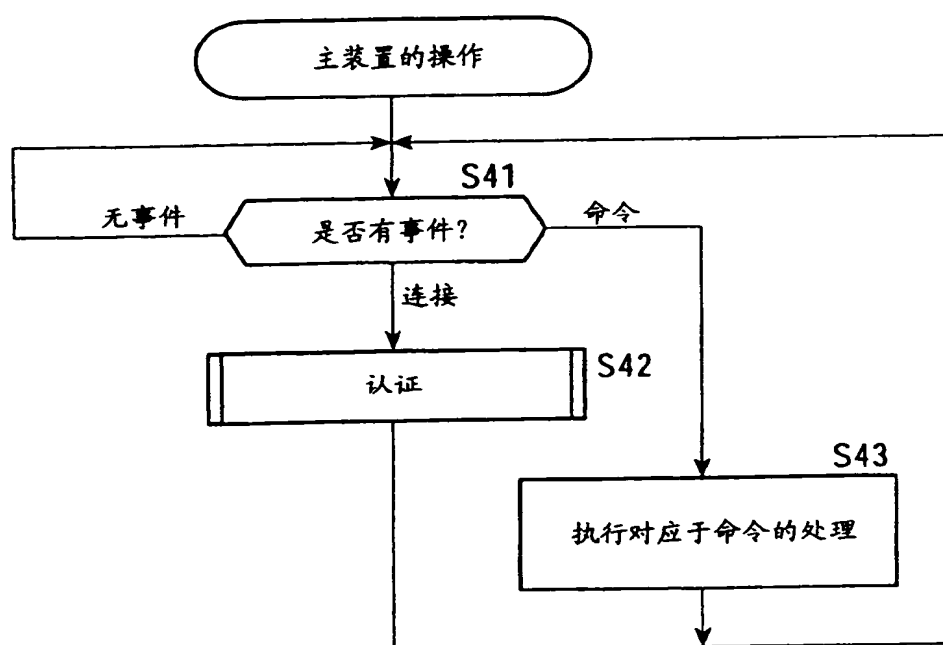 主装置的操作
S41
无事件
是否有事件?
命令
连接
认证
S42
S43
执行对应于命令的处理